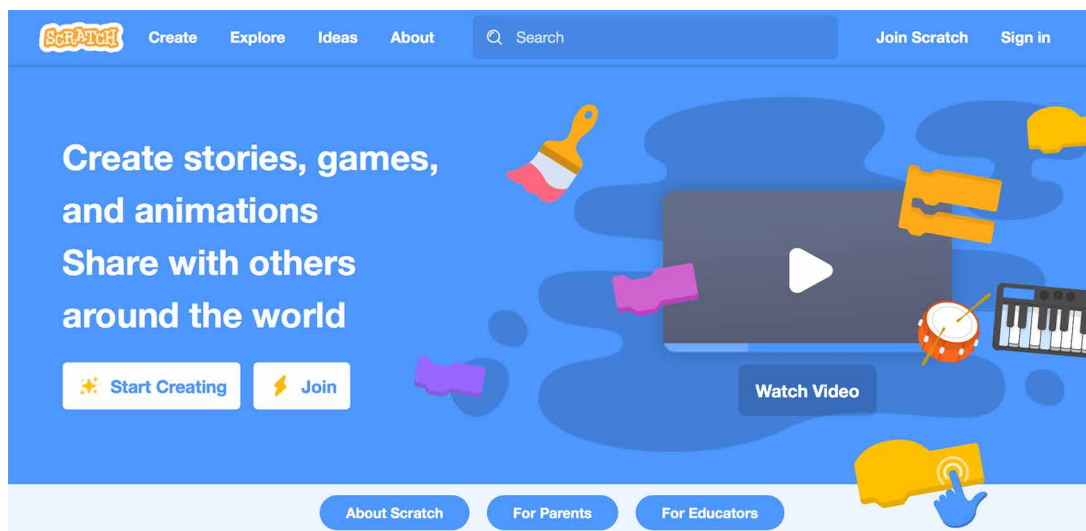 SCRATCH Create Explore Ideas About Search Join Scratch Sign in
Create stories, games,
and animations
Share with others
around the world
Start Creating Join
Watch Video
About Scratch For Parents For Educators